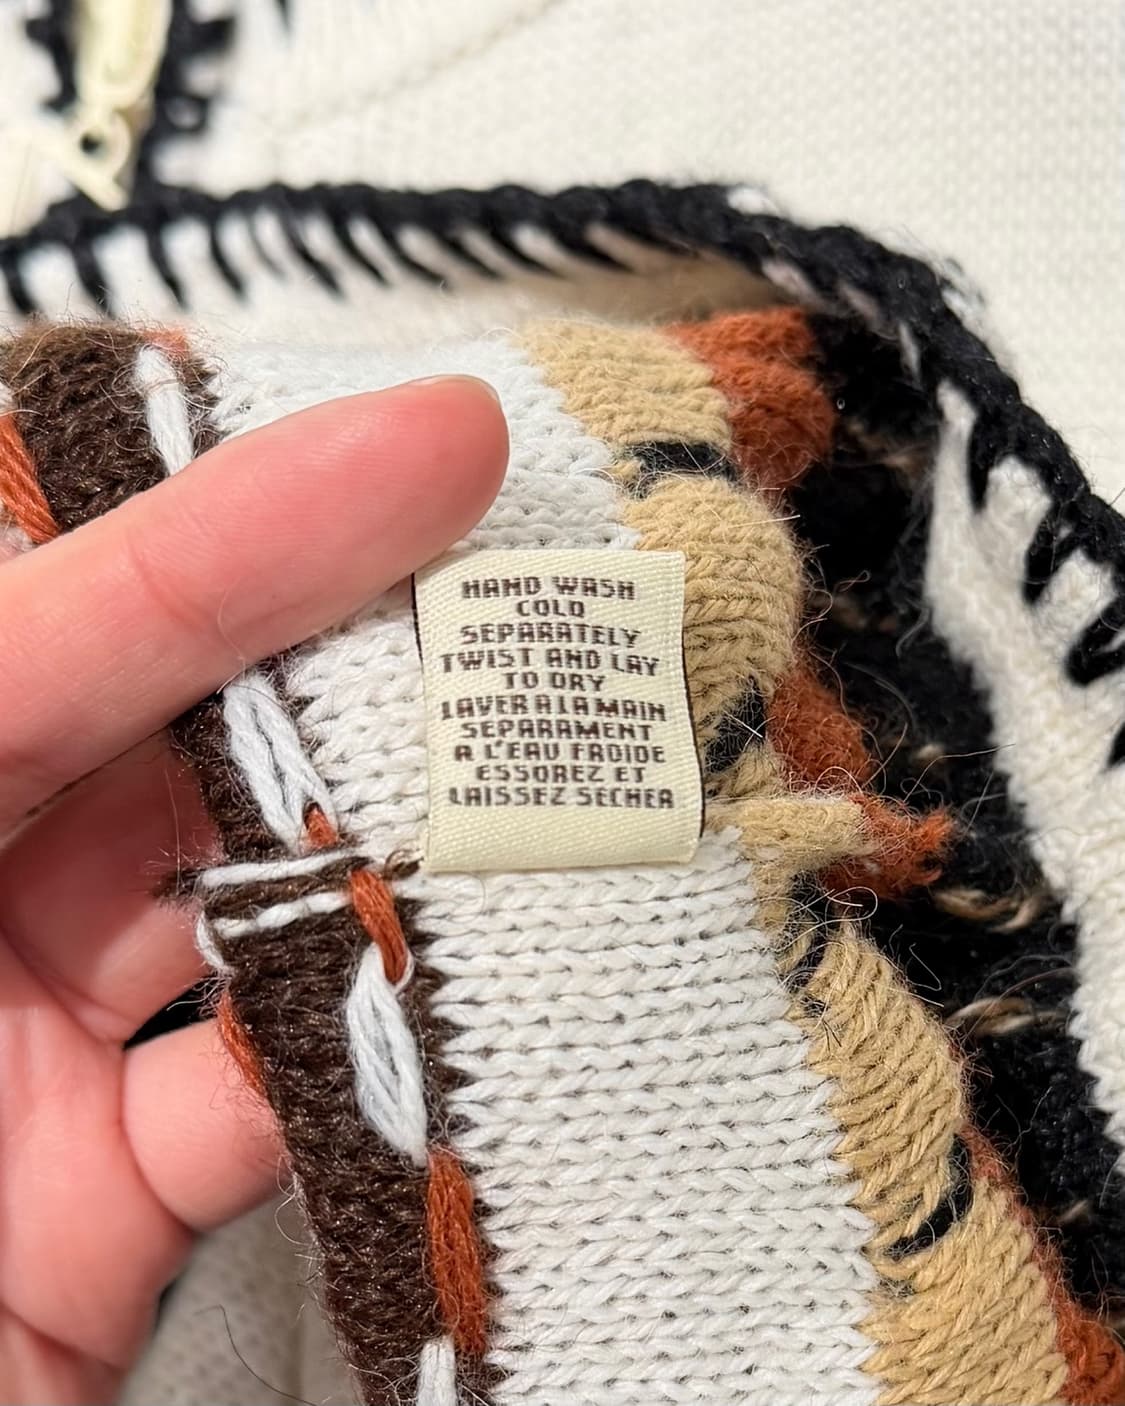 HAND WASH
COLD
SEPARATELY
TWIST AND LAY
TO DRY
LAVER A LA MAIN
SEPARAMENT
A L'EAU FROIDE
ESSOREZ ET
LAISSEZ SECHER